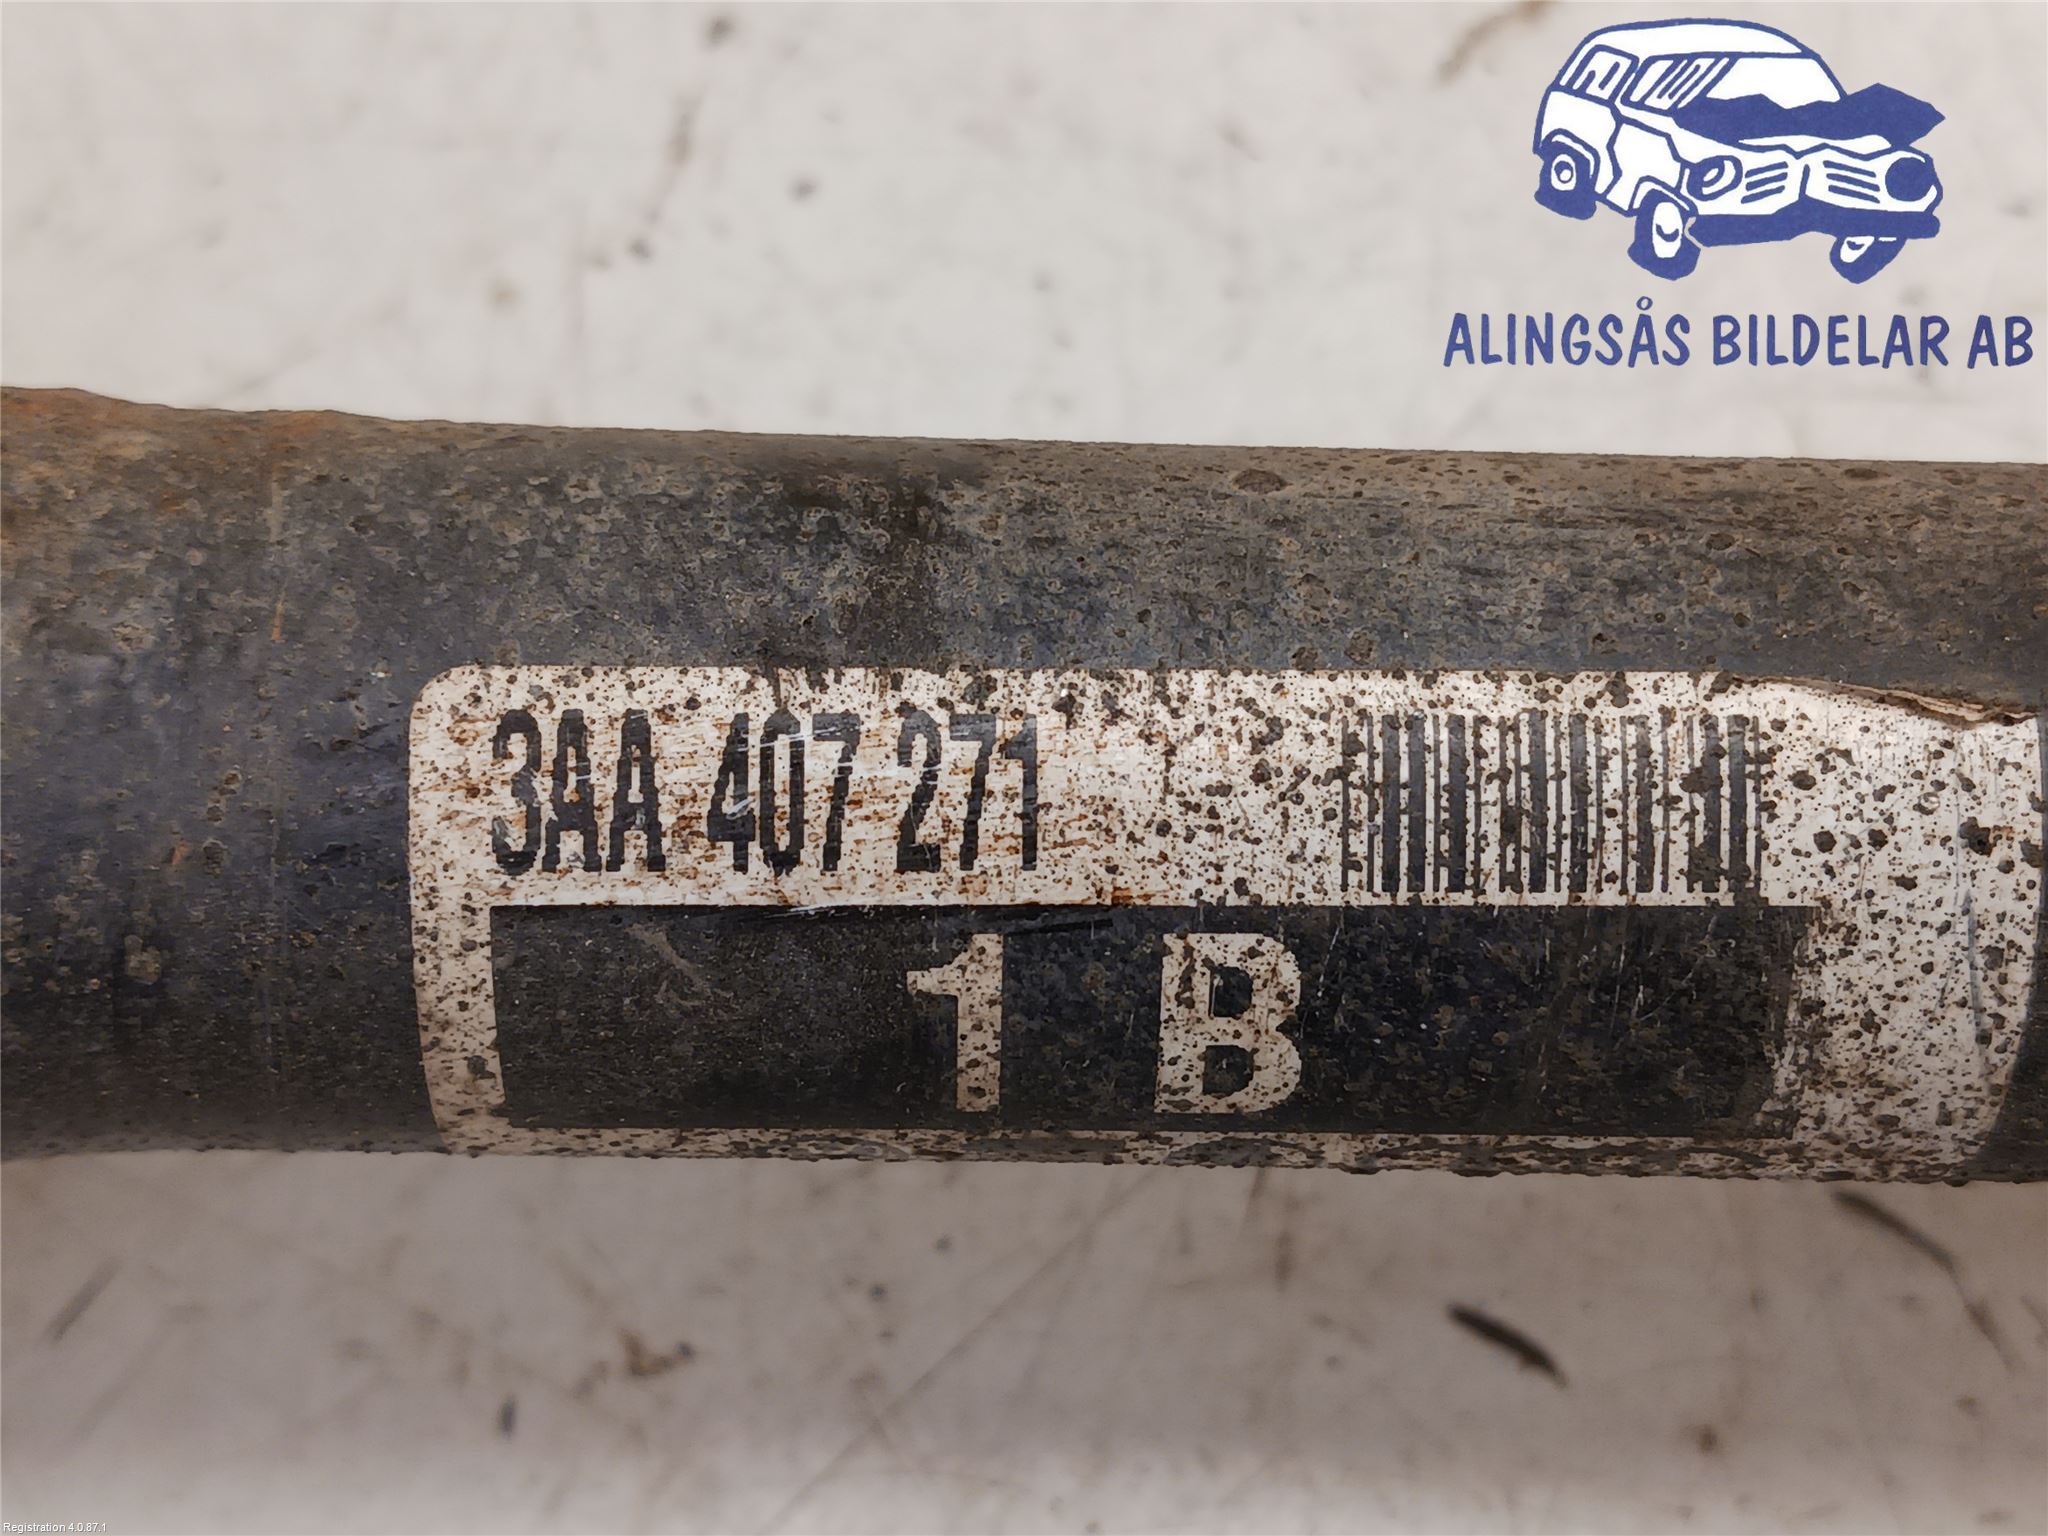 ALINGSÅS BILDELAR AB
3AA 407 271
1 B
Registration 4.0.87.1